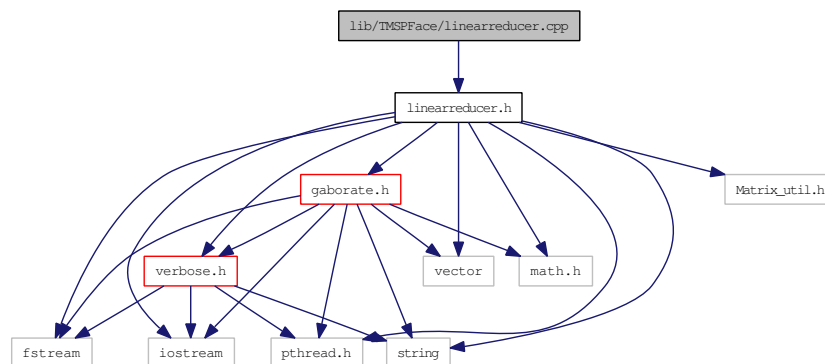 lib/TMSPFace/linearreducer.cpp
linearreducer.h
gaborate.h
Matrix_util.h
verbose.h
vector
math.h
fstream
iostream
pthread.h
string